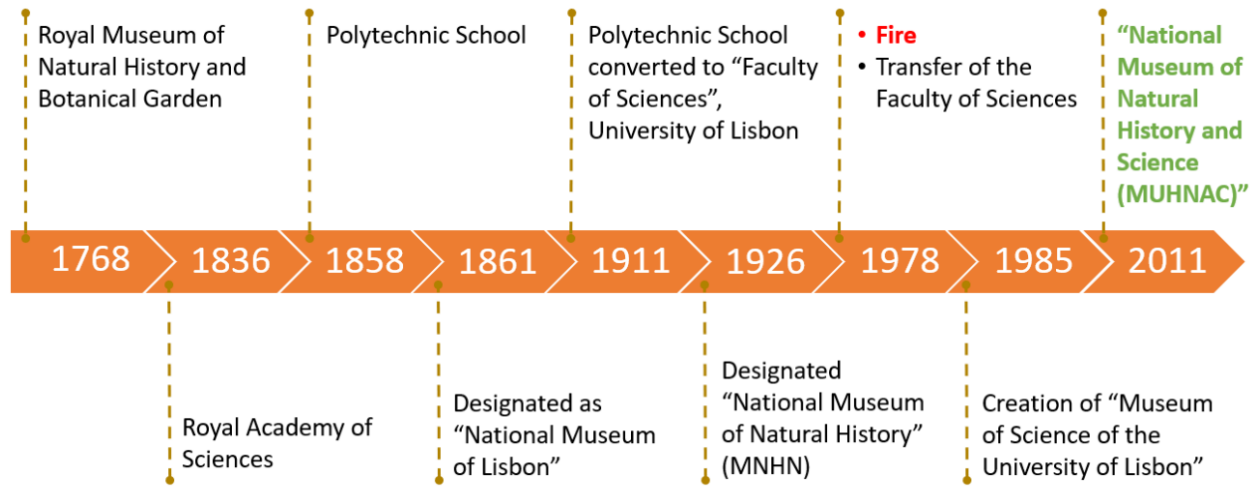 Royal Museum of
Natural History and
Botanical Garden
Polytechnic School
Polytechnic School
converted to “Faculty
of Sciences”,
University of Lisbon
• Fire
• Transfer of the
Faculty of Sciences
“National
Museum of
Natural
History and
Science
(MUHNAC)”
1768 1836 1858 1861 1911 1926 1978 1985 2011
Royal Academy of
Sciences
Designated as
“National Museum
of Lisbon”
Designated
“National Museum
of Natural History”
(MNHN)
Creation of “Museum
of Science of the
University of Lisbon”